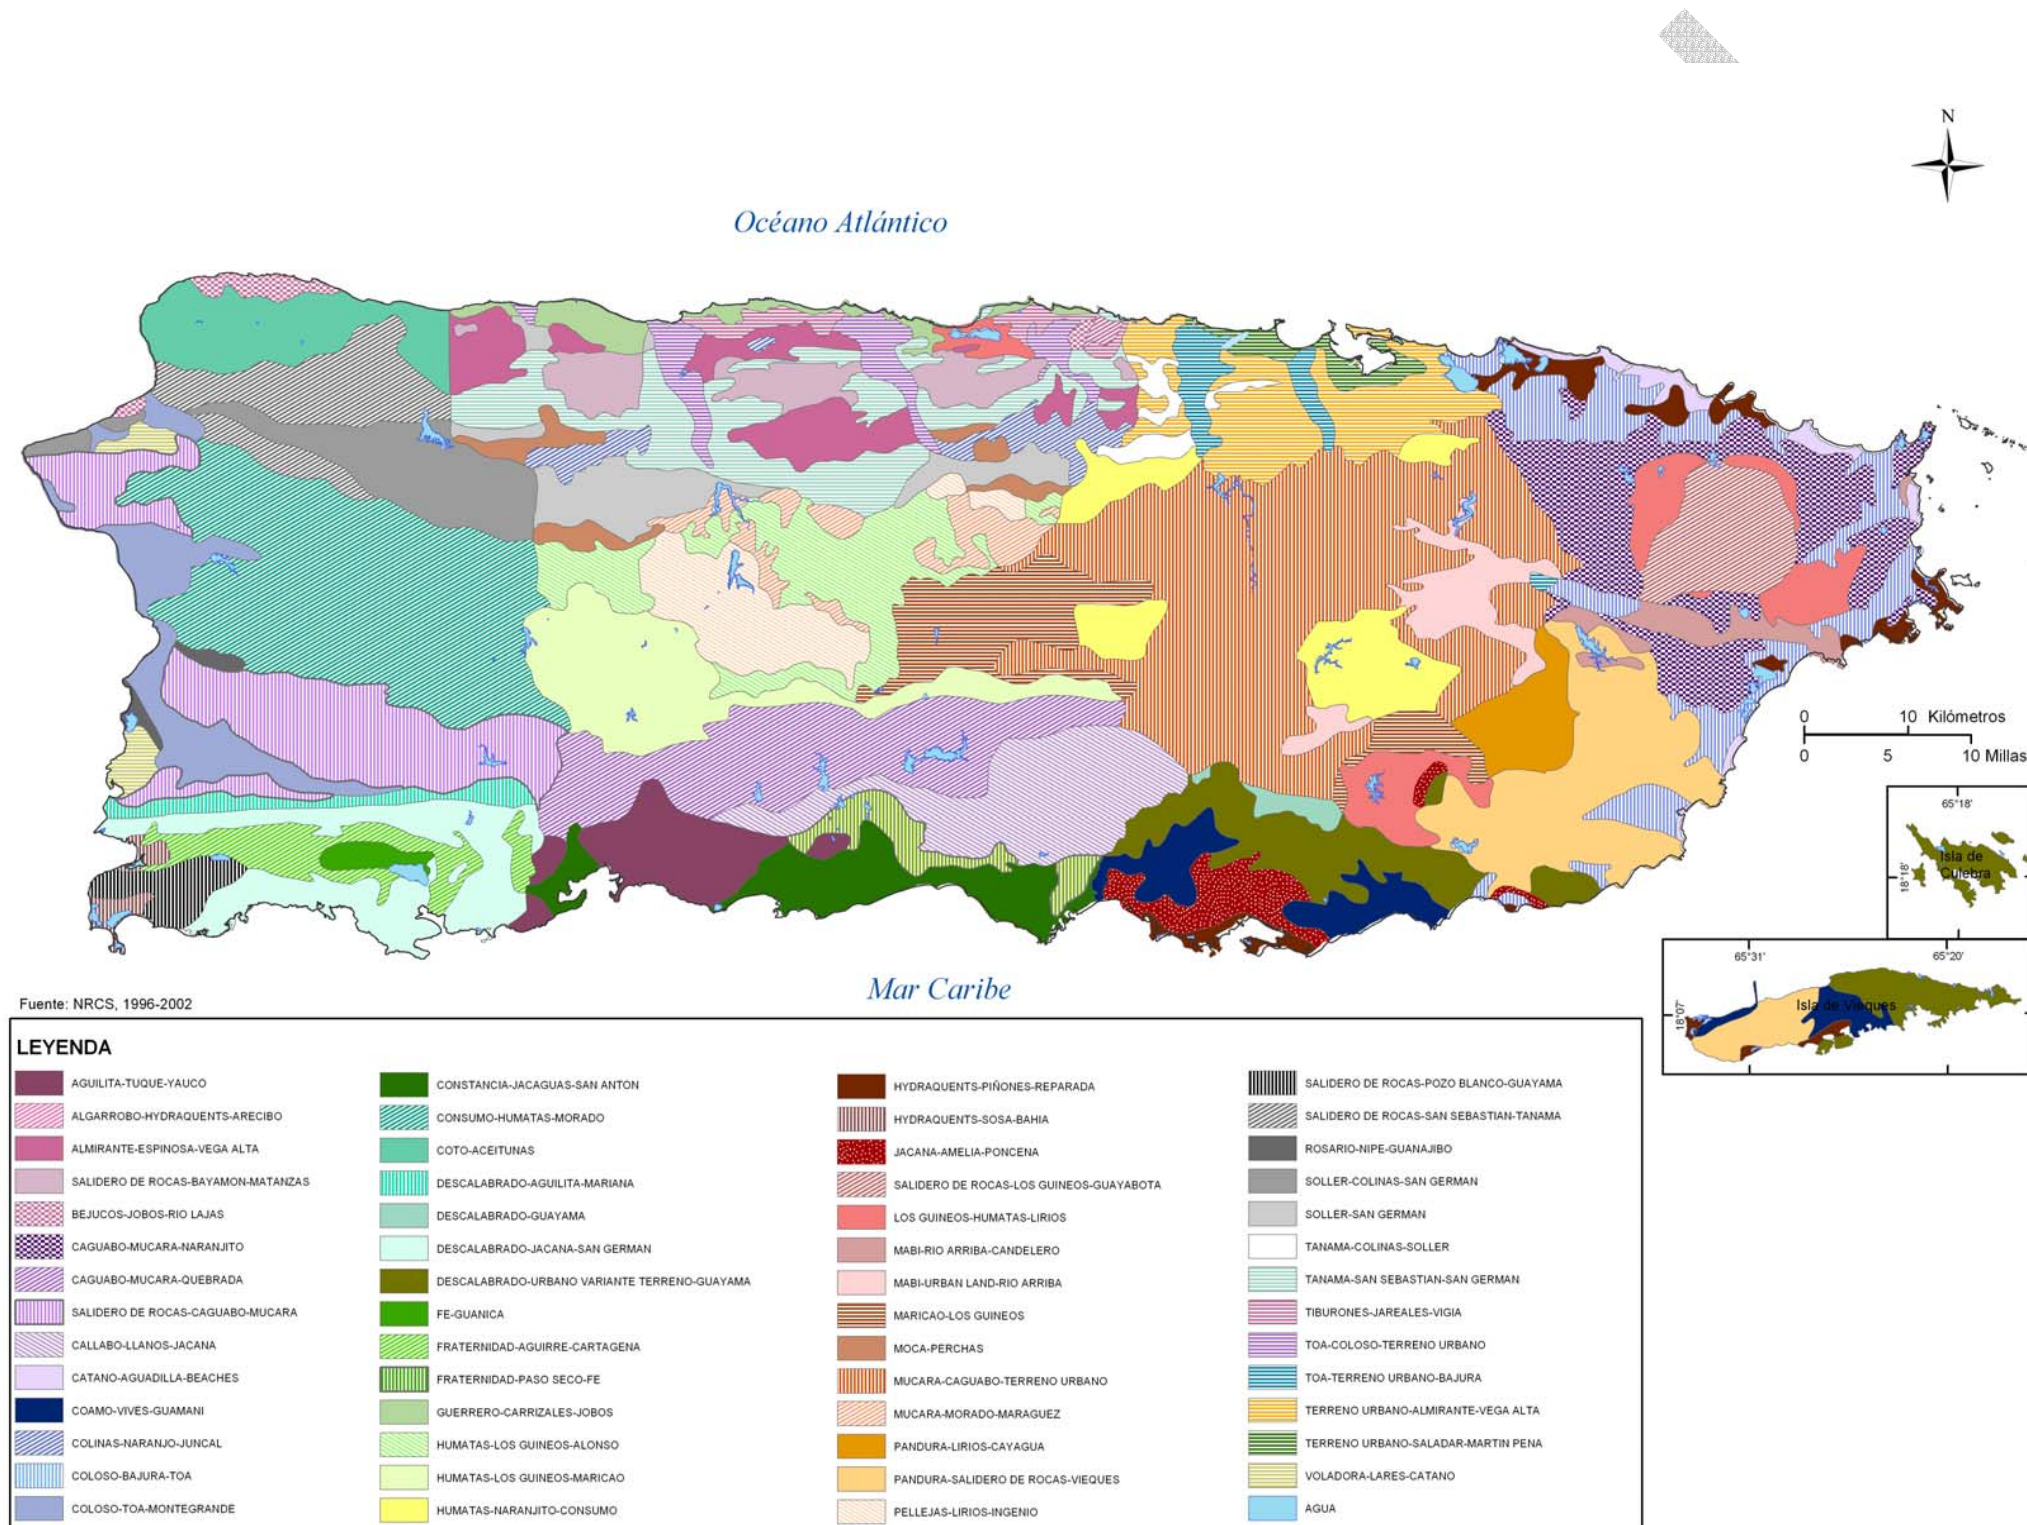 N
Océano Atlántico
0 10 Kilómetros
0 5 10 Millas
65°18'
18°18'
Isla de
Culebra
65°31' 65°20'
18°07'
Isla de Vieques
Mar Caribe
Fuente: NRCS, 1996-2002
LEYENDA
AGUILITA-TUQUE-YAUCO
ALGARROBO-HYDRAQUENTS-ARECIBO
ALMIRANTE-ESPINOSA-VEGA ALTA
SALIDERO DE ROCAS-BAYAMON-MATANZAS
BEJUCOS-JOBOS-RIO LAJAS
CAGUABO-MUCARA-NARANJITO
CAGUABO-MUCARA-QUEBRADA
SALIDERO DE ROCAS-CAGUABO-MUCARA
CALLABO-LLANOS-JACANA
CATANO-AGUADILLA-BEACHES
COAMO-VIVES-GUAMANI
COLINAS-NARANJO-JUNCAL
COLOSO-BAJURA-TOA
COLOSO-TOA-MONTEGRANDE
CONSTANCIA-JACAGUAS-SAN ANTON
CONSUMO-HUMATAS-MORADO
COTO-ACEITUNAS
DESCALABRADO-AGUILITA-MARIANA
DESCALABRADO-GUAYAMA
DESCALABRADO-JACANA-SAN GERMAN
DESCALABRADO-URBANO VARIANTE TERRENO-GUAYAMA
FE-GUANICA
FRATERNIDAD-AGUIRRE-CARTAGENA
FRATERNIDAD-PASO SECO-FE
GUERRERO-CARRIZALES-JOBOS
HUMATAS-LOS GUINEOS-ALONSO
HUMATAS-LOS GUINEOS-MARICAO
HUMATAS-NARANJITO-CONSUMO
HYDRAQUENTS-PIÑONES-REPARADA
HYDRAQUENTS-SOSA-BAHIA
JACANA-AMELIA-PONCENA
SALIDERO DE ROCAS-LOS GUINEOS-GUAYABOTA
LOS GUINEOS-HUMATAS-LIRIOS
MABI-RIO ARRIBA-CANDELERO
MABI-URBAN LAND-RIO ARRIBA
MARICAO-LOS GUINEOS
MOCA-PERCHAS
MUCARA-CAGUABO-TERRENO URBANO
MUCARA-MORADO-MARAGUEZ
PANDURA-LIRIOS-CAYAGUA
PANDURA-SALIDERO DE ROCAS-VIEQUES
PELLEJAS-LIRIOS-INGENIO
SALIDERO DE ROCAS-POZO BLANCO-GUAYAMA
SALIDERO DE ROCAS-SAN SEBASTIAN-TANAMA
ROSARIO-NIPE-GUANAJIBO
SOLLER-COLINAS-SAN GERMAN
SOLLER-SAN GERMAN
TANAMA-COLINAS-SOLLER
TANAMA-SAN SEBASTIAN-SAN GERMAN
TIBURONES-JAREALES-VIGIA
TOA-COLOSO-TERRENO URBANO
TOA-TERRENO URBANO-BAJURA
TERRENO URBANO-ALMIRANTE-VEGA ALTA
TERRENO URBANO-SALADAR-MARTIN PENA
VOLADORA-LARES-CATANO
AGUA